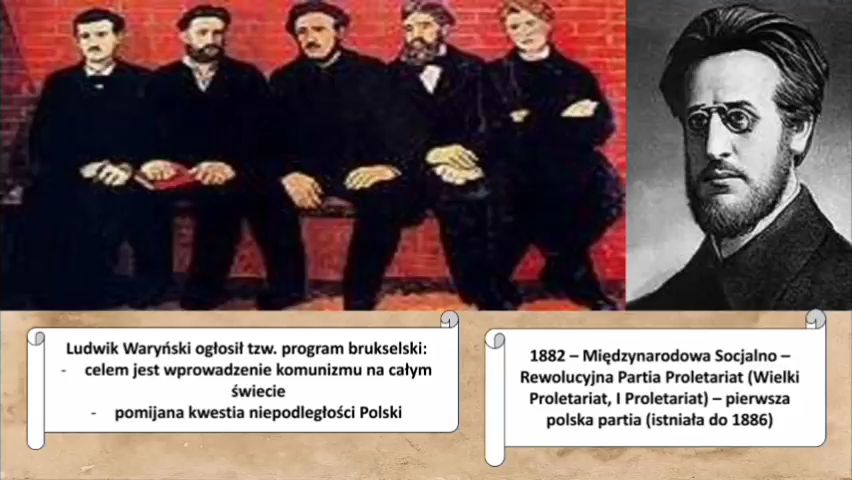 Ludwik Waryński ogłosił tzw. program brukselski:
- celem jest wprowadzenie komunizmu na całym
świecie
- pomijana kwestia niepodległości Polski
1882 – Międzynarodowa Socjalno –
Rewolucyjna Partia Proletariat (Wielki
Proletariat, I Proletariat) – pierwsza
polska partia (istniała do 1886)